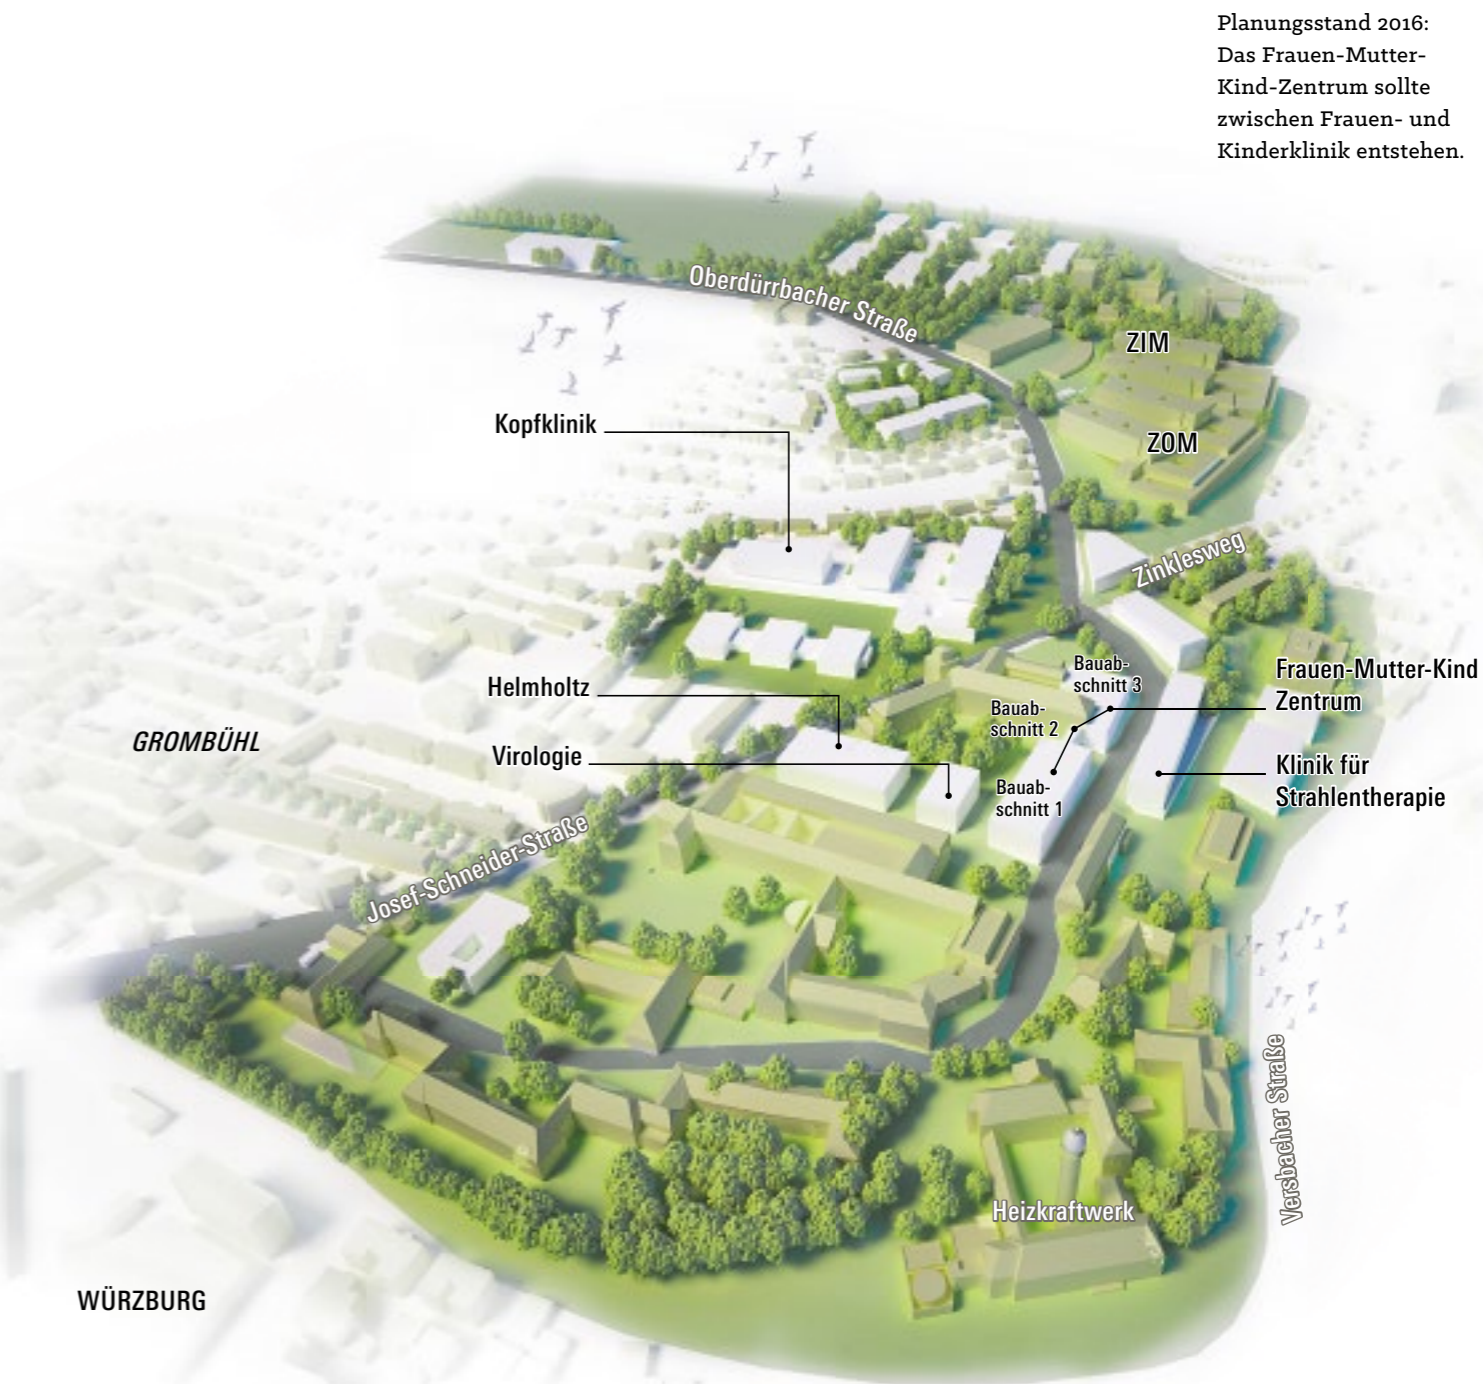 Planungsstand 2016:
Das Frauen-Mutter-
Kind-Zentrum sollte
zwischen Frauen- und
Kinderklinik entstehen.
Oberdürrbacher Straße
ZIM
Kopfklinik
ZOM
Zinklesweg
Bauab-
schnitt 3
Frauen-Mutter-Kind
Zentrum
Helmholtz
Bauab-
schnitt 2
GROMBÜHL
Virologie
Bauab-
schnitt 1
Klinik für
Strahlentherapie
Josef-Schneider-Straße
Versbacher Straße
Heizkraftwerk
WÜRZBURG